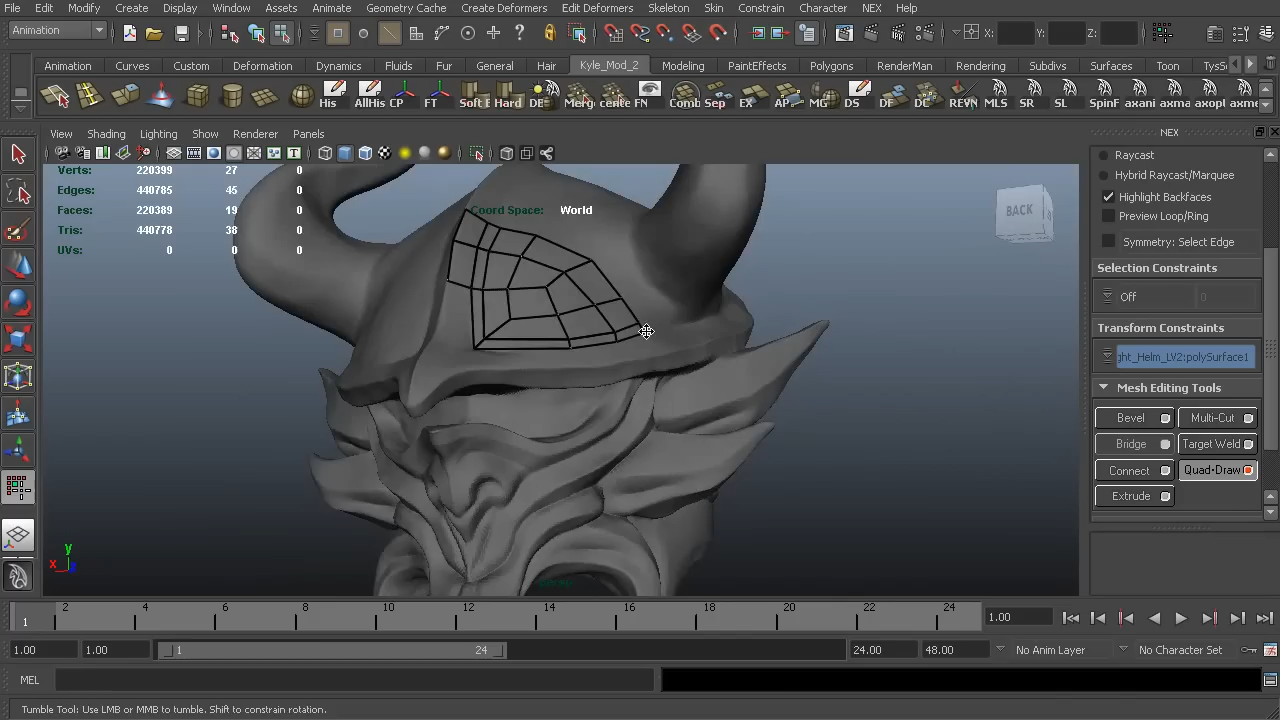 File Edit Modify Create Display Window Assets Animate Geometry Cache Create Deformers Edit Deformers Skeleton Skin Constrain Character NEX Help
Animation X: Y: Z:
Animation Curves Custom Deformation Dynamics Fluids Fur General Hair Kyle_Mod_2 Modeling PaintEffects Polygons RenderMan Rendering Subdivs Surfaces Toon TySs
His AllHis CP FT Soft E Hard DE Merg cente FN Comb Sep EX AP MG DS DF DC REVN MLS SR SL SpinF axani axma axopl axme
View Shading Lighting Show Renderer Panels
NEX
Verts: 220399 27 0
Edges: 440785 45 0
Faces: 220389 19 0
Tris: 440778 38 0
UVs: 0 0 0
Coord Space: World
BACK
Raycast
Hybrid Raycast/Marquee
Highlight Backfaces
Preview Loop/Ring
Symmetry: Select Edge
Selection Constraints
Off 0
Transform Constraints
ght_Helm_LV2:polySurface1
Mesh Editing Tools
Bevel Multi-Cut
Bridge Target Weld
Connect Quad-Draw
Extrude
persp
y
x z
2 4 6 8 10 12 14 16 18 20 22 24
1 1.00
1.00 1.00 1 24 24.00 48.00 No Anim Layer No Character Set
MEL
Tumble Tool: Use LMB or MMB to tumble. Shift to constrain rotation.